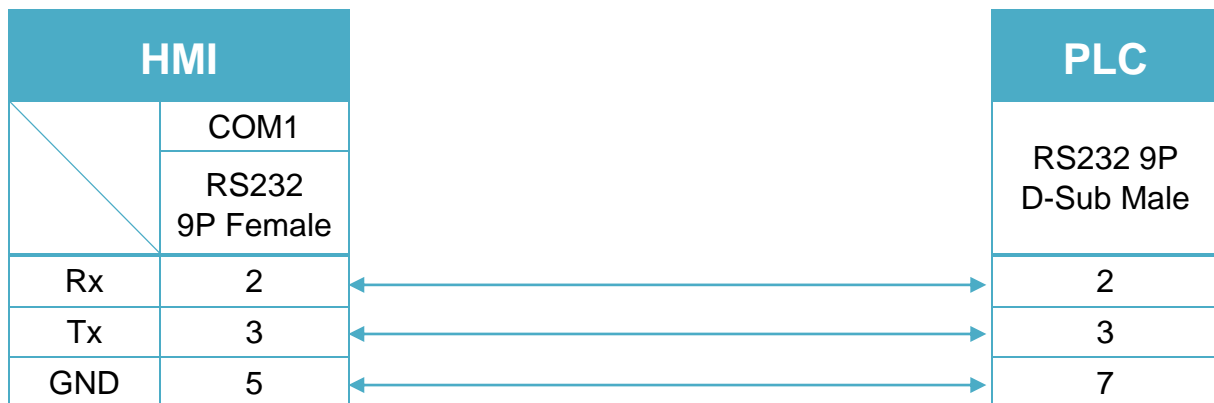 HMI
PLC
COM1
RS232
9P Female
RS232 9P
D-Sub Male
Rx 2 2
Tx 3 3
GND 5 7